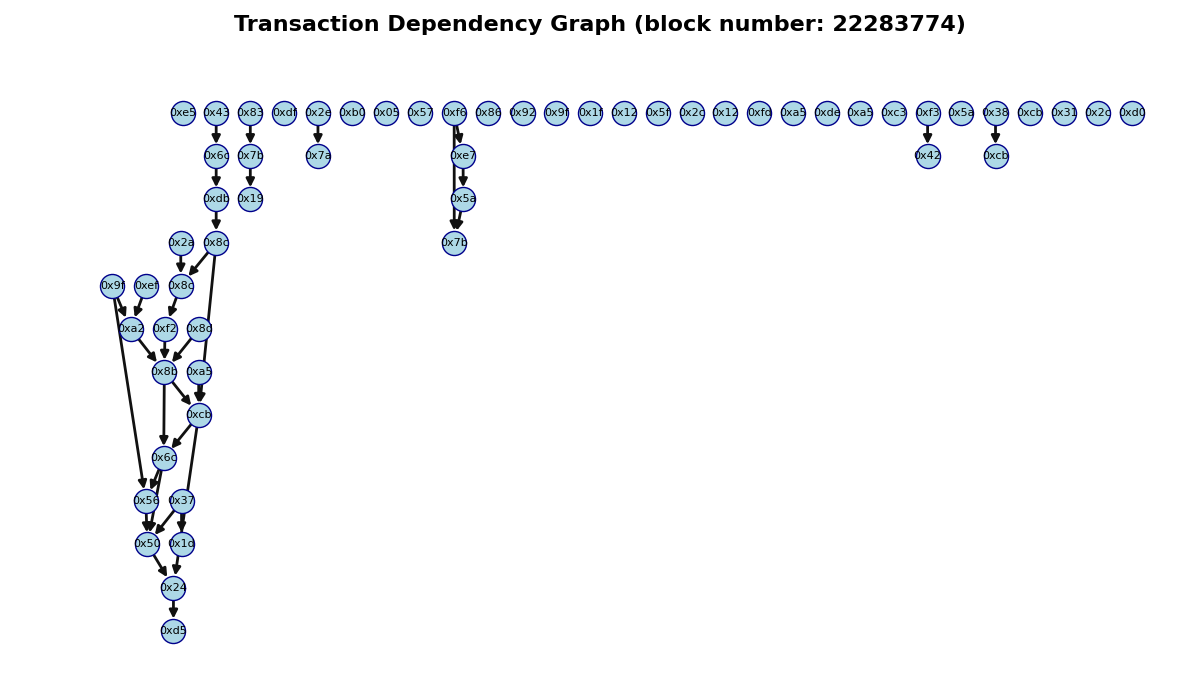 Transaction Dependency Graph (block number: 22283774)
0xe5 0x43 0x83 0xdf 0x2e 0xb0 0x05 0x57 0xf6 0x86 0x92 0x9f 0x1f 0x12 0x5f 0x2c 0x12 0xfd 0xa5 0xde 0xa5 0xc3 0xf3 0x5a 0x38 0xcb 0x31 0x2c 0xd0
0x6c 0x7b 0x7a 0xe7 0x42 0xcb
0xdb 0x19 0x5a
0x2a 0x8c 0x7b
0x9f 0xef 0x8c
0xa2 0xf2 0x8d
0x8b 0xa5
0xcb
0x6c
0x56 0x37
0x50 0x1d
0x24
0xd5